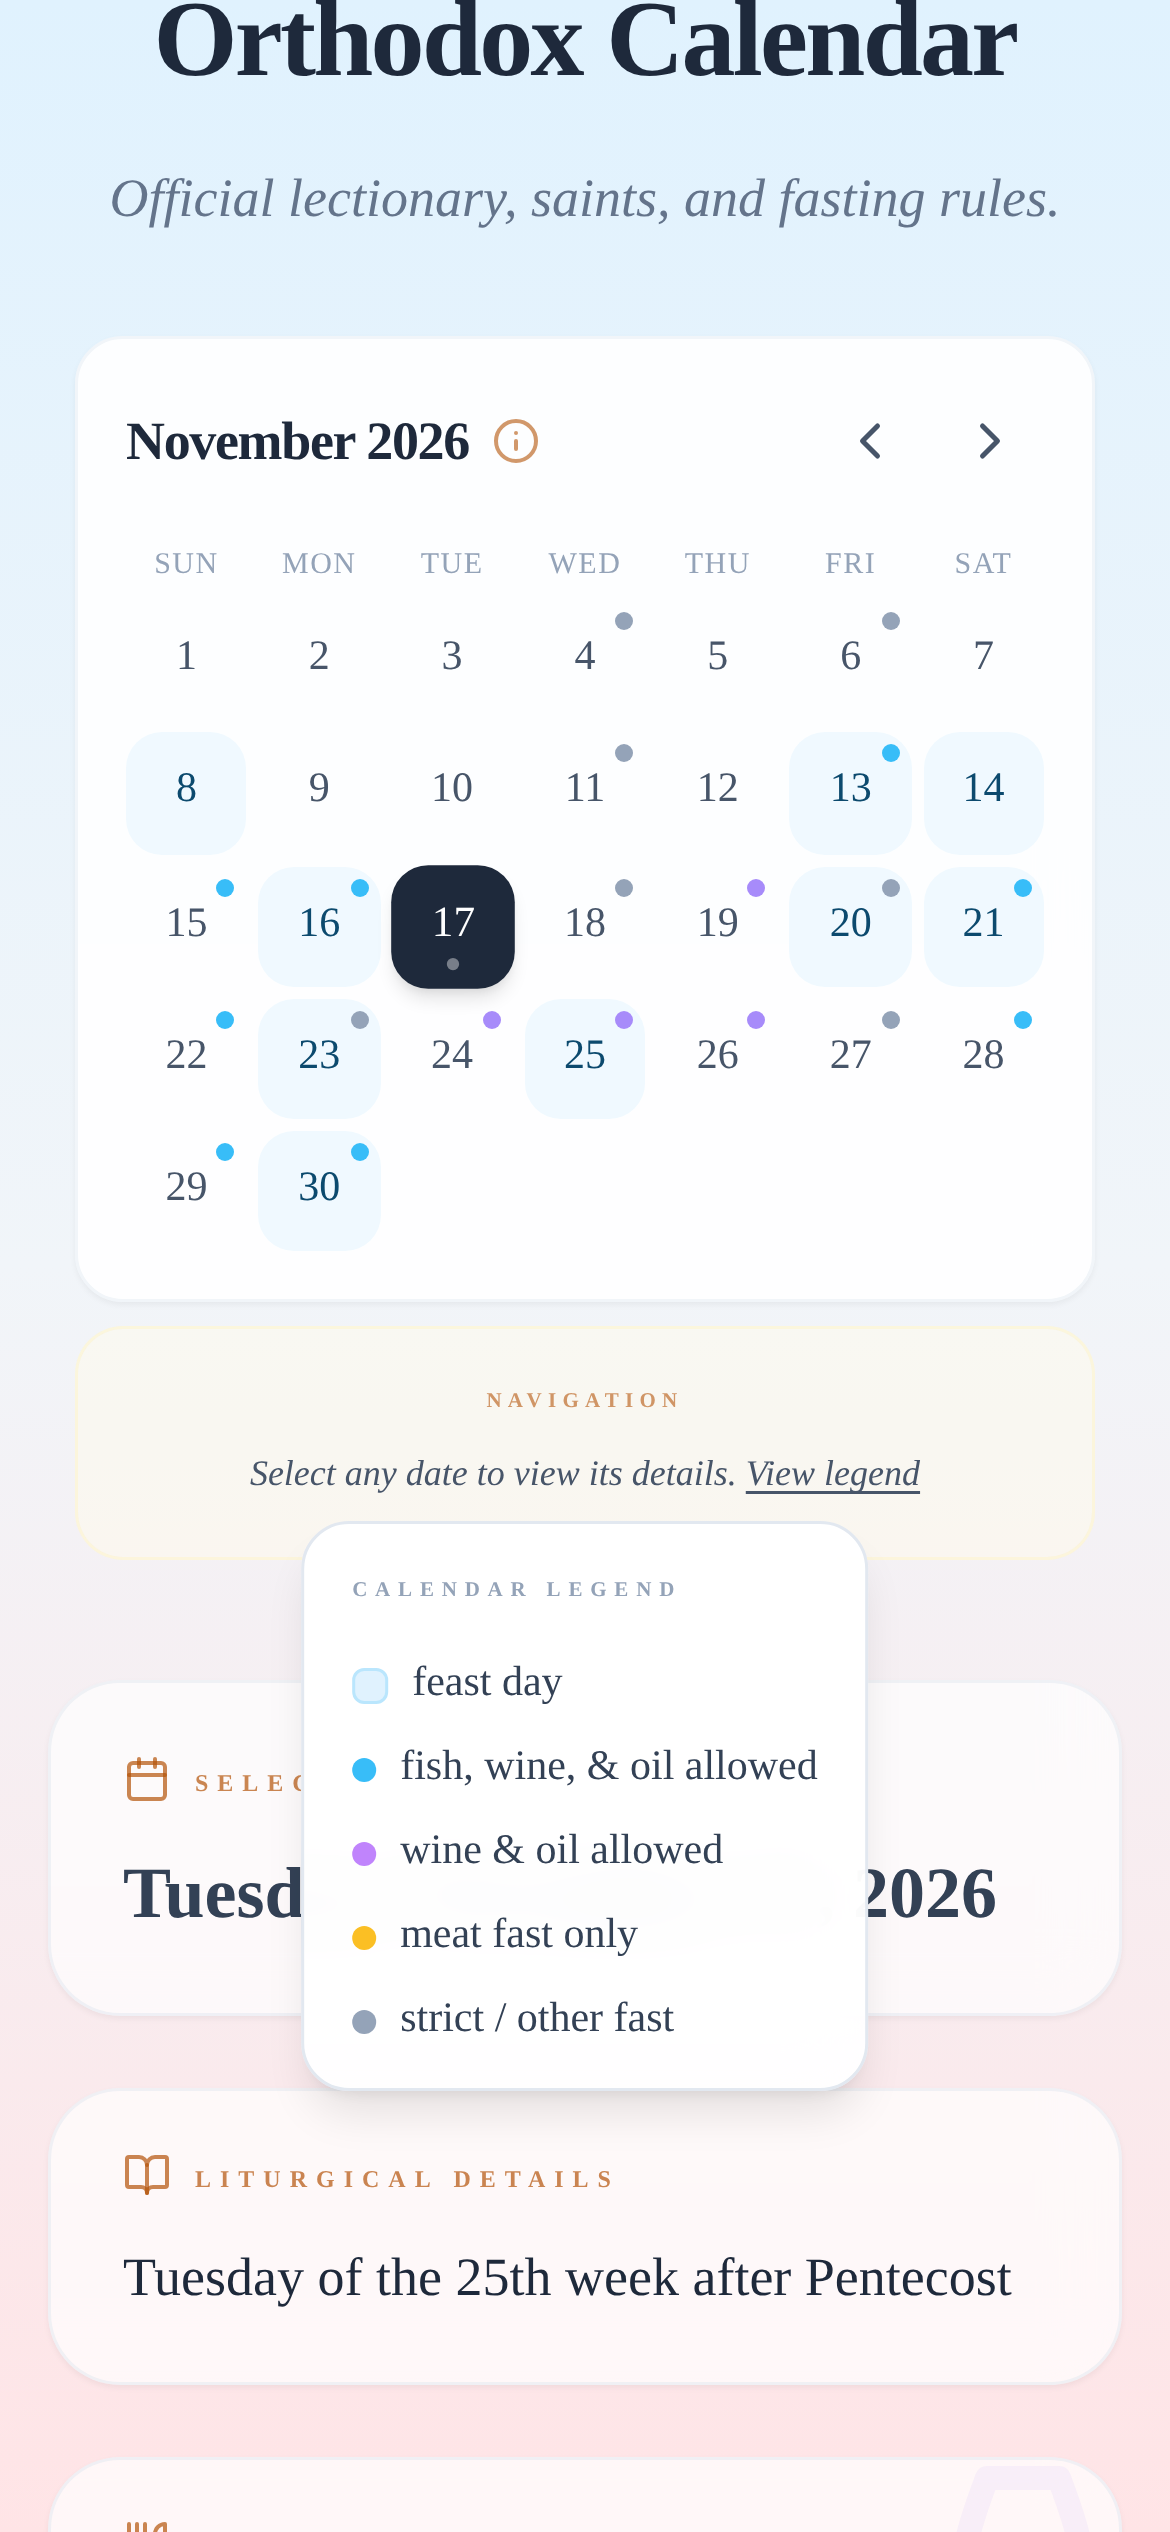 Orthodox Calendar
Official lectionary, saints, and fasting rules.
November 2026
SUN MON TUE WED THU FRI SAT
1 2 3 4 5 6 7
8 9 10 11 12 13 14
15 16 17 18 19 20 21
22 23 24 25 26 27 28
29 30
NAVIGATION
Select any date to view its details. View legend
CALENDAR LEGEND
feast day
fish, wine, & oil allowed
wine & oil allowed
meat fast only
strict / other fast
2026
LITURGICAL DETAILS
Tuesday of the 25th week after Pentecost